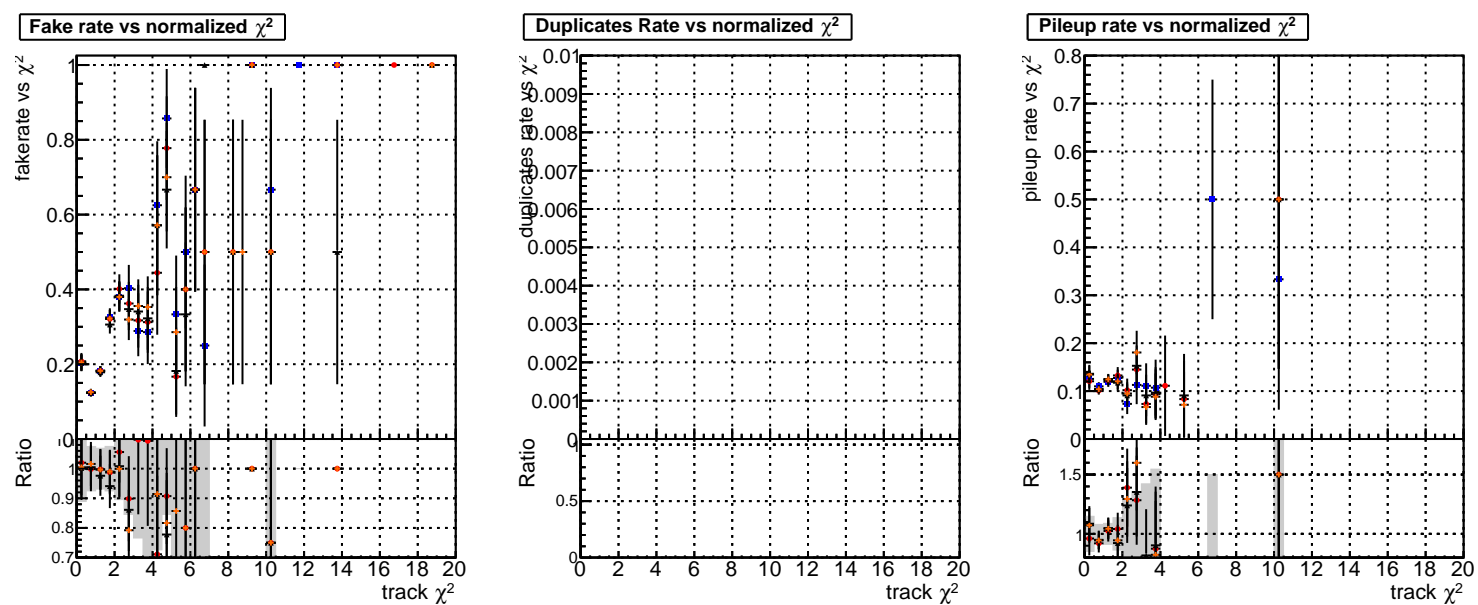 Fake rate vs normalized χ²
fakerate vs χ²
1
0.8
0.6
0.4
0.2
0
Ratio
1
0.9
0.8
0.7
0 2 4 6 8 10 12 14 16 18 20
track χ²
Duplicates Rate vs normalized χ²
duplicates rate vs χ²
0.01
0.009
0.008
0.007
0.006
0.005
0.004
0.003
0.002
0.001
0
Ratio
1
0.5
0
0 2 4 6 8 10 12 14 16 18 20
track χ²
Pileup rate vs normalized χ²
pileup rate vs χ²
0.8
0.7
0.6
0.5
0.4
0.3
0.2
0.1
0
Ratio
1.5
1
0 2 4 6 8 10 12 14 16 18 20
track χ²